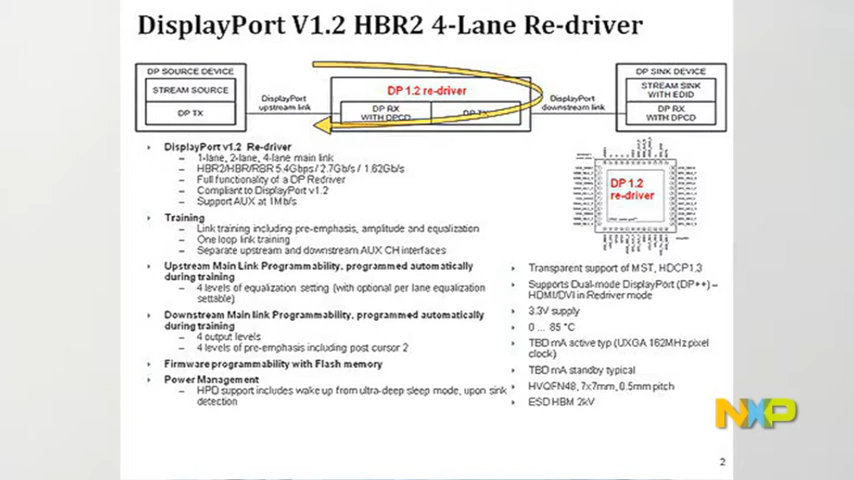 DisplayPort V1.2 HBR2 4-Lane Re-driver
DP SOURCE DEVICE
STREAM SOURCE
DP TX
DisplayPort
upstream link
DP 1.2 re-driver
DP RX
WITH DPCD
DP TX
DisplayPort
downstream link
DP SINK DEVICE
STREAM SINK
WITH EDID
DP RX
WITH DPCD
DisplayPort v1.2 Re-driver
– 1-lane, 2-lane, 4-lane main link
– HBR2/HBR/RBR 5.4Gbps / 2.7Gb/s / 1.62Gb/s
– Full functionality of a DP Redriver
– Compliant to DisplayPort v1.2
– Support AUX at 1Mb/s
Training
– Link training including pre-emphasis, amplitude and equalization
– One loop link training
– Separate upstream and downstream AUX CH interfaces
Upstream Main Link Programmability, programmed automatically
during training
– 4 levels of equalization setting (with optional per lane equalization
settable)
Downstream Main link Programmability, programmed automatically
during training
– 4 output levels
– 4 levels of pre-emphasis including post cursor 2
Firmware programmability with Flash memory
Power Management
– HPD support includes wake up from ultra-deep sleep mode, upon sink
detection
DP 1.2
re-driver
Transparent support of MST, HDCP1.3
Supports Dual-mode DisplayPort (DP++) –
HDMI/DVI in Redriver mode
3.3V supply
0 ... 85 °C
TBD mA active typ (UXGA 162MHz pixel
clock)
TBD mA standby typical
HVQFN48, 7x7mm, 0.5mm pitch
ESD HBM 2kV
NXP
2